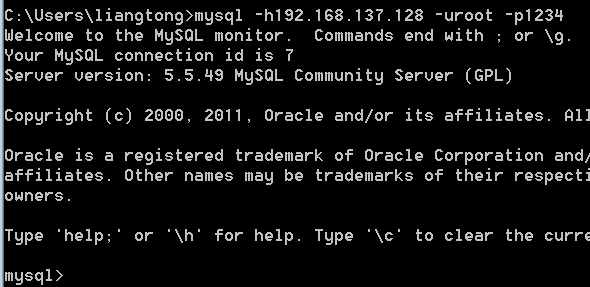 C:\Users\liangtong>mysql -h192.168.137.128 -uroot -p1234
Welcome to the MySQL monitor.  Commands end with ; or \g.
Your MySQL connection id is 7
Server version: 5.5.49 MySQL Community Server (GPL)
Copyright (c) 2000, 2011, Oracle and/or its affiliates. All
Oracle is a registered trademark of Oracle Corporation and/
affiliates. Other names may be trademarks of their respecti
owners.
Type 'help;' or '\h' for help. Type '\c' to clear the curre
mysql>